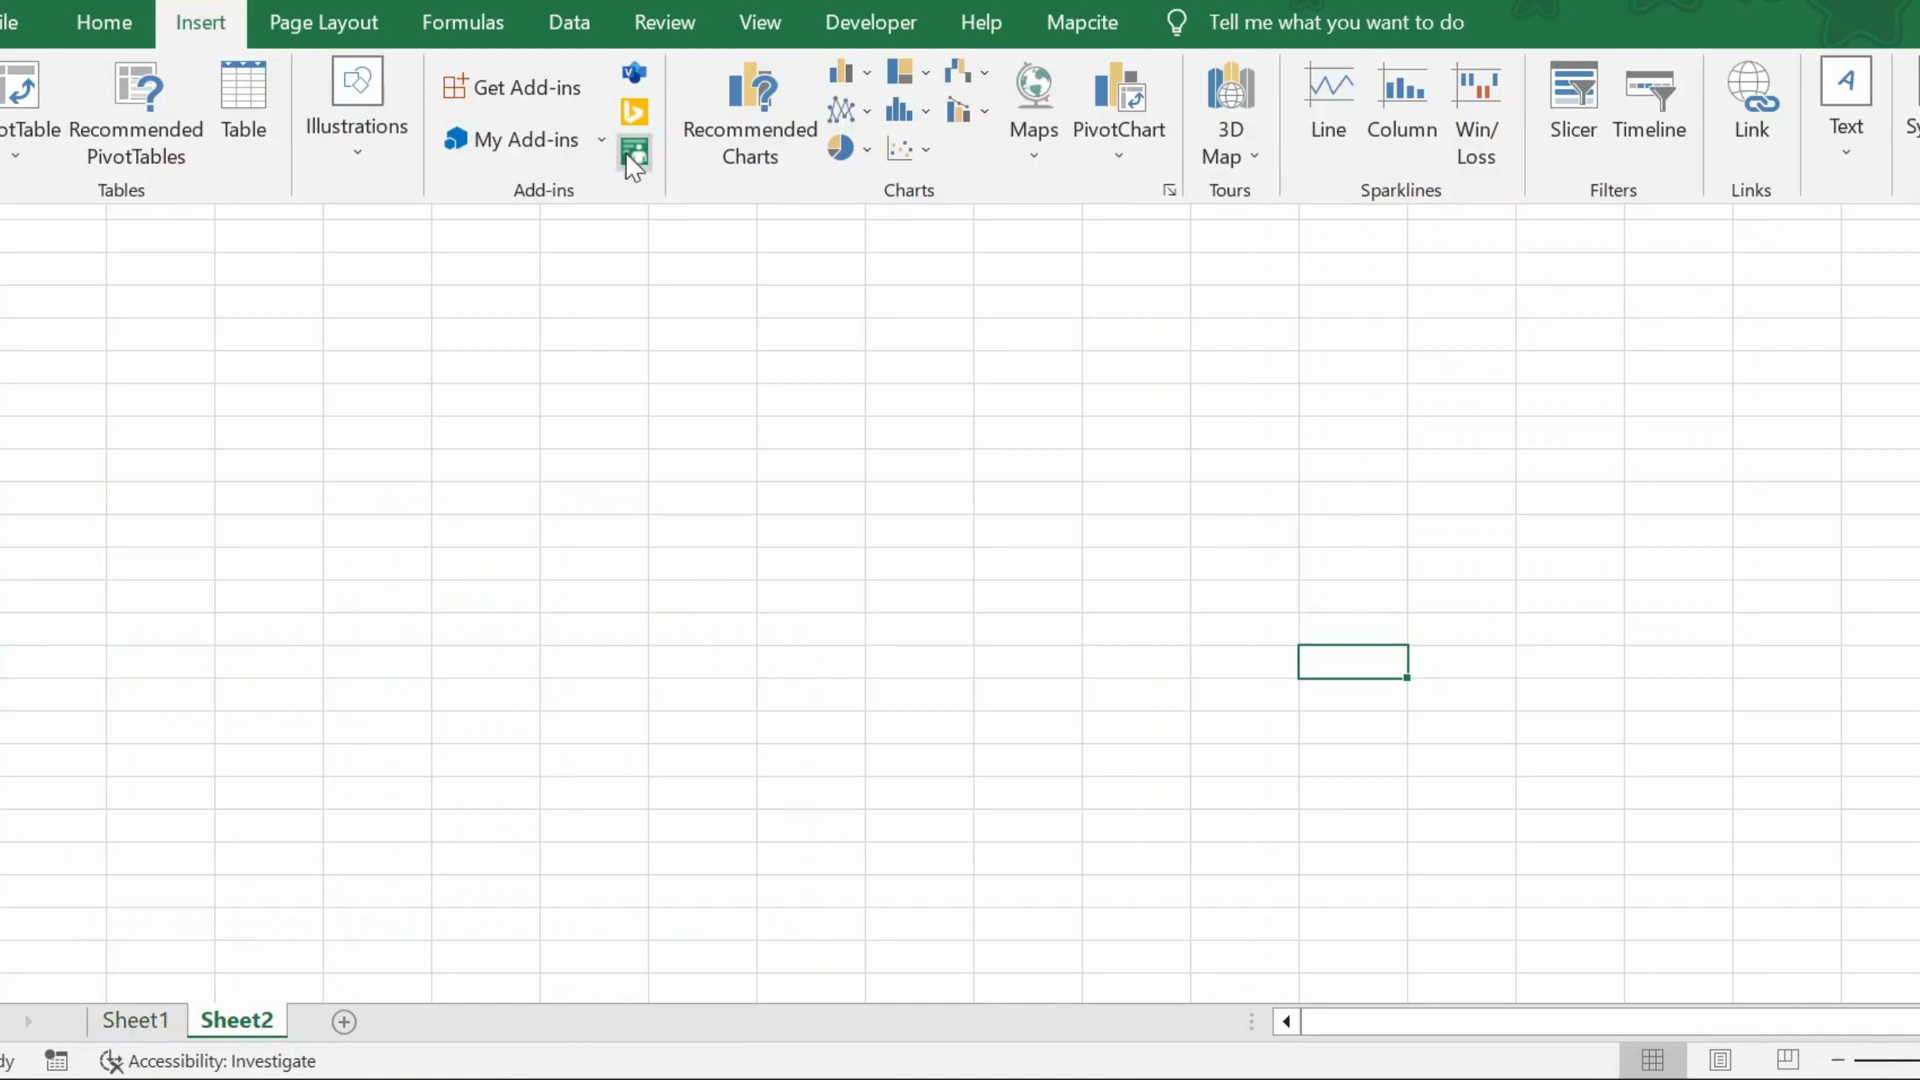 ile Home Insert Page Layout Formulas Data Review View Developer Help Mapcite Tell me what you want to do
otTable
Recommended
PivotTables
Table
Tables
Illustrations
Get Add-ins
My Add-ins
Add-ins
Recommended
Charts
Maps
PivotChart
Charts
3D
Map
Tours
Line
Column
Win/
Loss
Sparklines
Slicer
Timeline
Filters
Link
Links
Text
Sy
Sheet1 Sheet2
dy Accessibility: Investigate